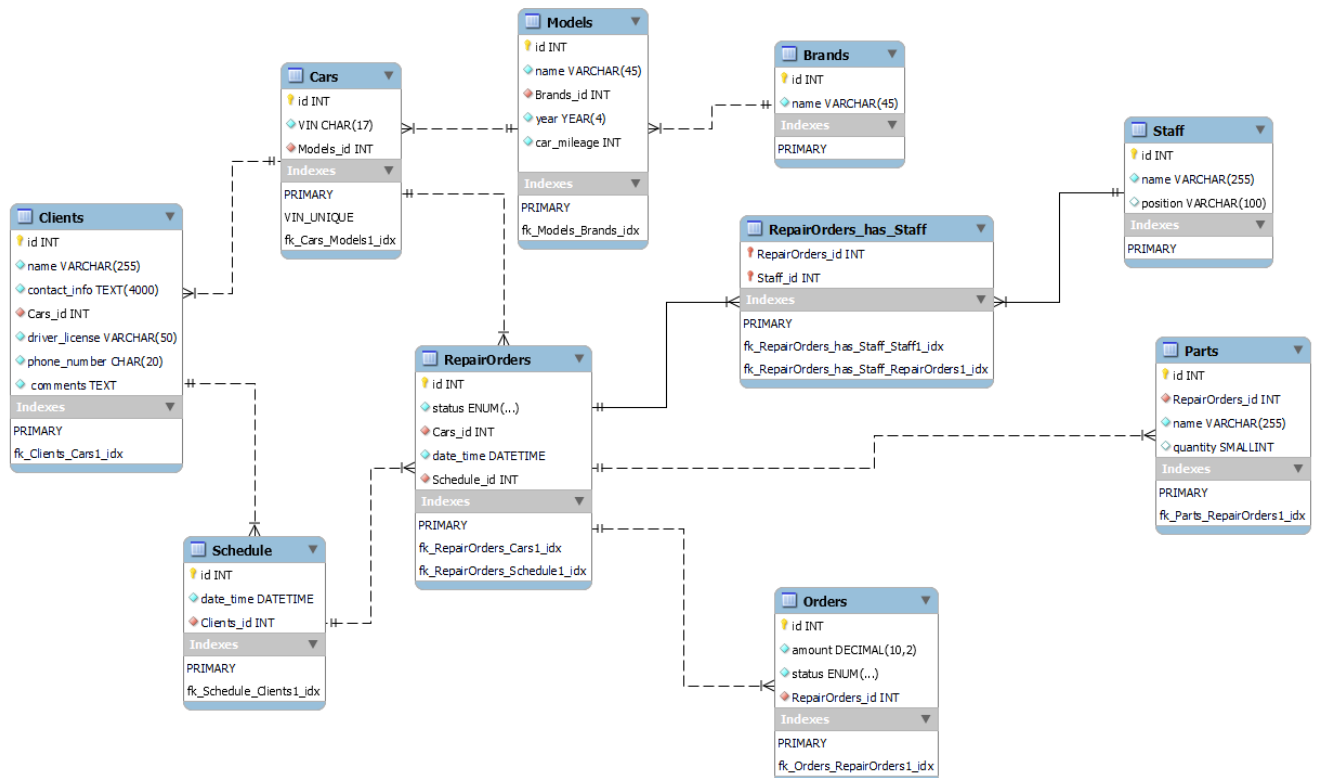 Models
id INT
name VARCHAR(45)
Brands_id INT
year YEAR(4)
car_mileage INT
Indexes
PRIMARY
fk_Models_Brands_idx
Brands
id INT
name VARCHAR(45)
Indexes
PRIMARY
Cars
id INT
VIN CHAR(17)
Models_id INT
Indexes
PRIMARY
VIN_UNIQUE
fk_Cars_Models1_idx
Staff
id INT
name VARCHAR(255)
position VARCHAR(100)
Indexes
PRIMARY
Clients
id INT
name VARCHAR(255)
contact_info TEXT(4000)
Cars_id INT
driver_license VARCHAR(50)
phone_number CHAR(20)
comments TEXT
Indexes
PRIMARY
fk_Clients_Cars1_idx
RepairOrders_has_Staff
RepairOrders_id INT
Staff_id INT
Indexes
PRIMARY
fk_RepairOrders_has_Staff_Staff1_idx
fk_RepairOrders_has_Staff_RepairOrders1_idx
RepairOrders
id INT
status ENUM(...)
Cars_id INT
date_time DATETIME
Schedule_id INT
Indexes
PRIMARY
fk_RepairOrders_Cars1_idx
fk_RepairOrders_Schedule1_idx
Parts
id INT
RepairOrders_id INT
name VARCHAR(255)
quantity SMALLINT
Indexes
PRIMARY
fk_Parts_RepairOrders1_idx
Schedule
id INT
date_time DATETIME
Clients_id INT
Indexes
PRIMARY
fk_Schedule_Clients1_idx
Orders
id INT
amount DECIMAL(10,2)
status ENUM(...)
RepairOrders_id INT
Indexes
PRIMARY
fk_Orders_RepairOrders1_idx